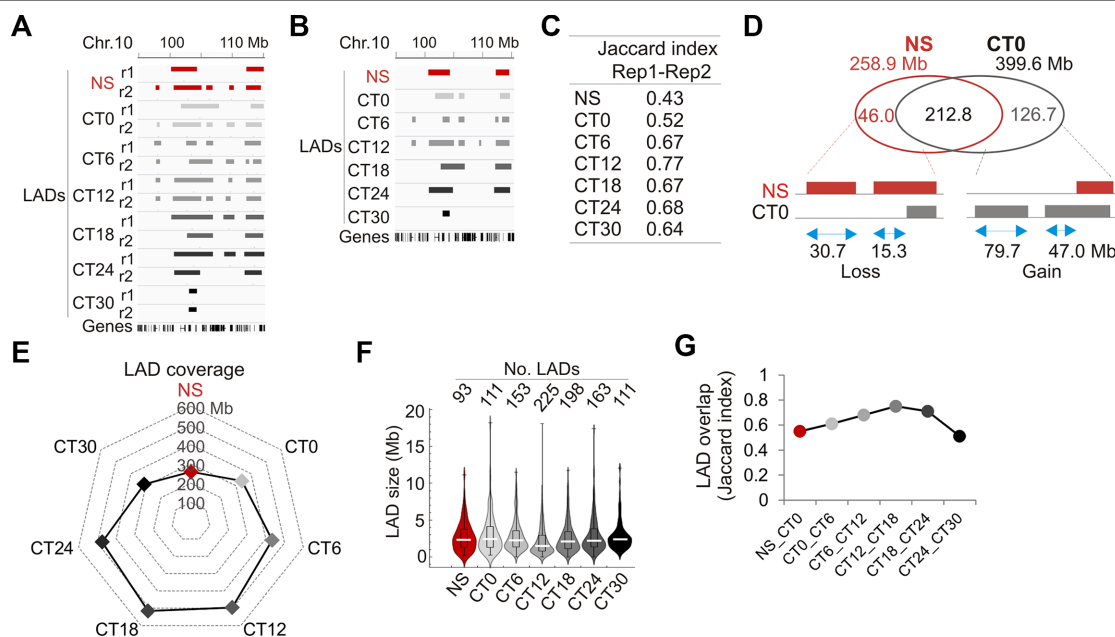 A
Chr.10 100 110 Mb
NS r1
r2
CT0 r1
r2
CT6 r1
r2
LADs CT12 r1
r2
CT18 r1
r2
CT24 r1
r2
CT30 r1
r2
Genes
B
Chr.10 100 110 Mb
NS
CT0
CT6
LADs CT12
CT18
CT24
CT30
Genes
C
Jaccard index
Rep1-Rep2
NS 0.43
CT0 0.52
CT6 0.67
CT12 0.77
CT18 0.67
CT24 0.68
CT30 0.64
D
NS CT0
258.9 Mb 399.6 Mb
46.0 212.8 126.7
NS
CT0
30.7 15.3 79.7 47.0 Mb
Loss Gain
E
LAD coverage
NS
600 Mb
500
400
300
200
100
CT0
CT6
CT12
CT18
CT24
CT30
F
No. LADs
93 111 153 225 198 163 111
LAD size (Mb)
20
15
10
5
0
NS CT0 CT6 CT12 CT18 CT24 CT30
G
LAD overlap
(Jaccard index)
1
0.8
0.6
0.4
0.2
0
NS_CT0 CT0_CT6 CT6_CT12 CT12_CT18 CT18_CT24 CT24_CT30